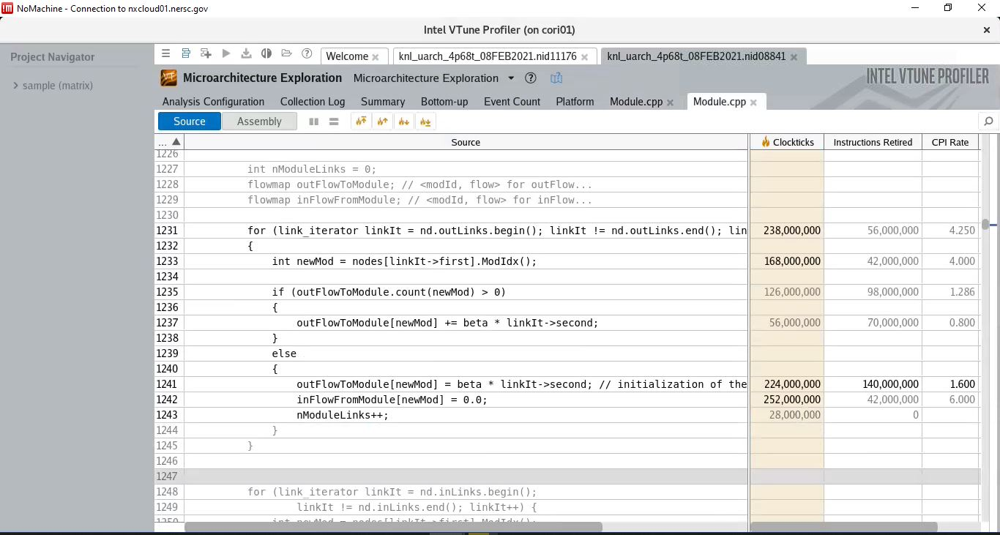 NoMachine - Connection to nxcloud01.nersc.gov
Intel VTune Profiler (on cori01)
Project Navigator
sample (matrix)
Welcome knl_uarch_4p68t_08FEB2021.nid11176 knl_uarch_4p68t_08FEB2021.nid08841
Microarchitecture Exploration Microarchitecture Exploration INTEL VTUNE PROFILER
Analysis Configuration Collection Log Summary Bottom-up Event Count Platform Module.cpp Module.cpp
Source Assembly
... Source Clockticks Instructions Retired CPI Rate
1226
1227 int nModuleLinks = 0;
1228 flowmap outFlowToModule; // <modId, flow> for outFlow...
1229 flowmap inFlowFromModule; // <modId, flow> for inFlow...
1230
1231 for (link_iterator linkIt = nd.outLinks.begin(); linkIt != nd.outLinks.end(); lin 238,000,000 56,000,000 4.250
1232 {
1233 int newMod = nodes[linkIt->first].ModIdx(); 168,000,000 42,000,000 4.000
1234
1235 if (outFlowToModule.count(newMod) > 0) 126,000,000 98,000,000 1.286
1236 {
1237 outFlowToModule[newMod] += beta * linkIt->second; 56,000,000 70,000,000 0.800
1238 }
1239 else
1240 {
1241 outFlowToModule[newMod] = beta * linkIt->second; // initialization of the 224,000,000 140,000,000 1.600
1242 inFlowFromModule[newMod] = 0.0; 252,000,000 42,000,000 6.000
1243 nModuleLinks++; 28,000,000 0
1244 }
1245 }
1246
1247
1248 for (link_iterator linkIt = nd.inLinks.begin();
1249 linkIt != nd.inLinks.end(); linkIt++) {
1250 int newMod = nodes[linkIt->first].ModIdx();